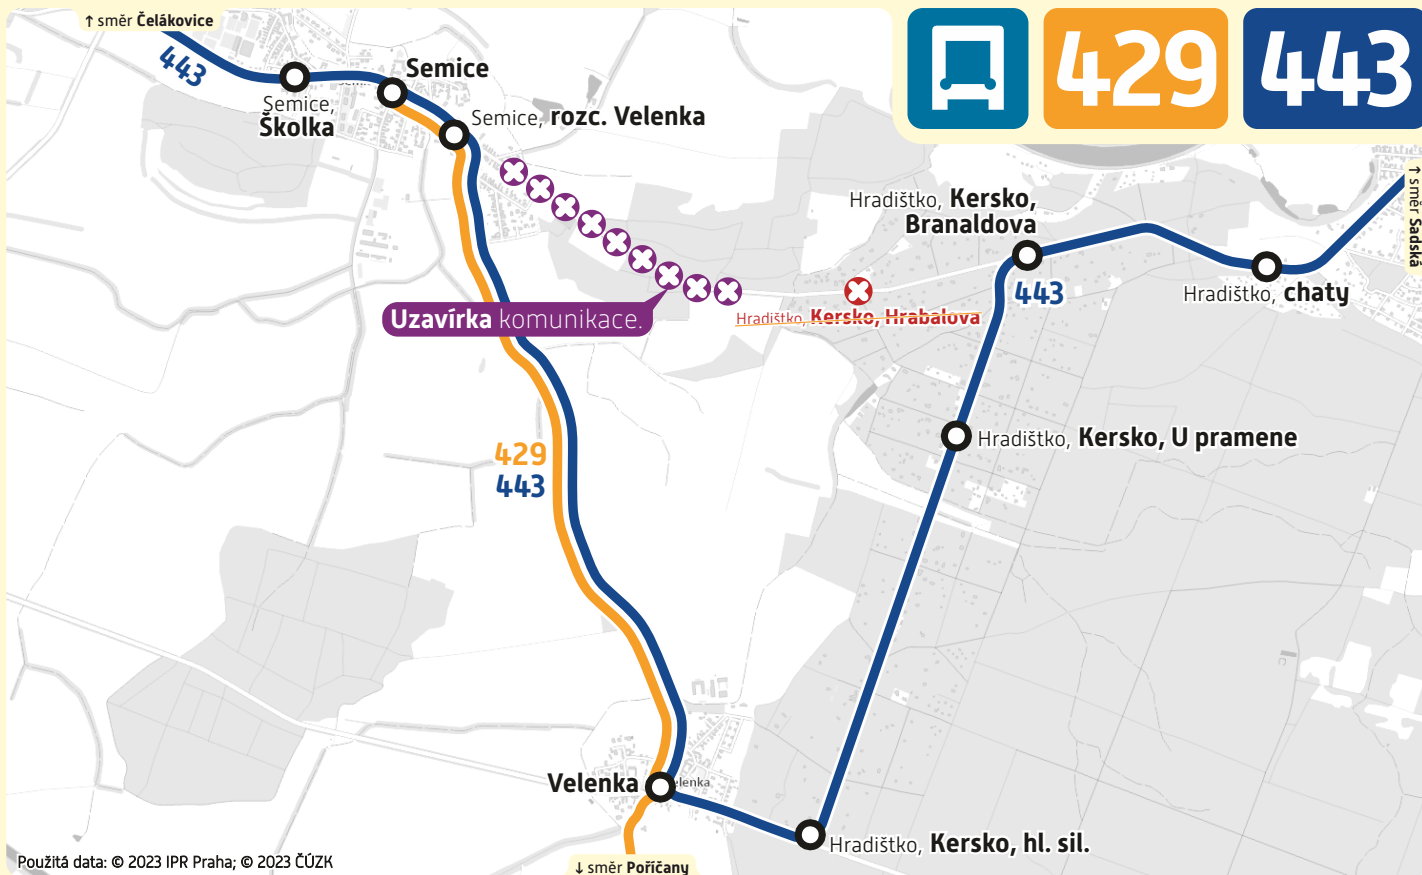 ↑ směr Čelákovice
429
443
443
Semice
Semice,
Školka
Semice, rozc. Velenka
Hradištko, Kersko,
Branaldova
↑ směr Sadská
443
Hradištko, chaty
Uzavírka komunikace.
Hradištko, Kersko, Hrabalova
Hradištko, Kersko, U pramene
429
443
Velenka
Hradištko, Kersko, hl. sil.
Použitá data: © 2023 IPR Praha; © 2023 ČÚZK
↓ směr Poříčany